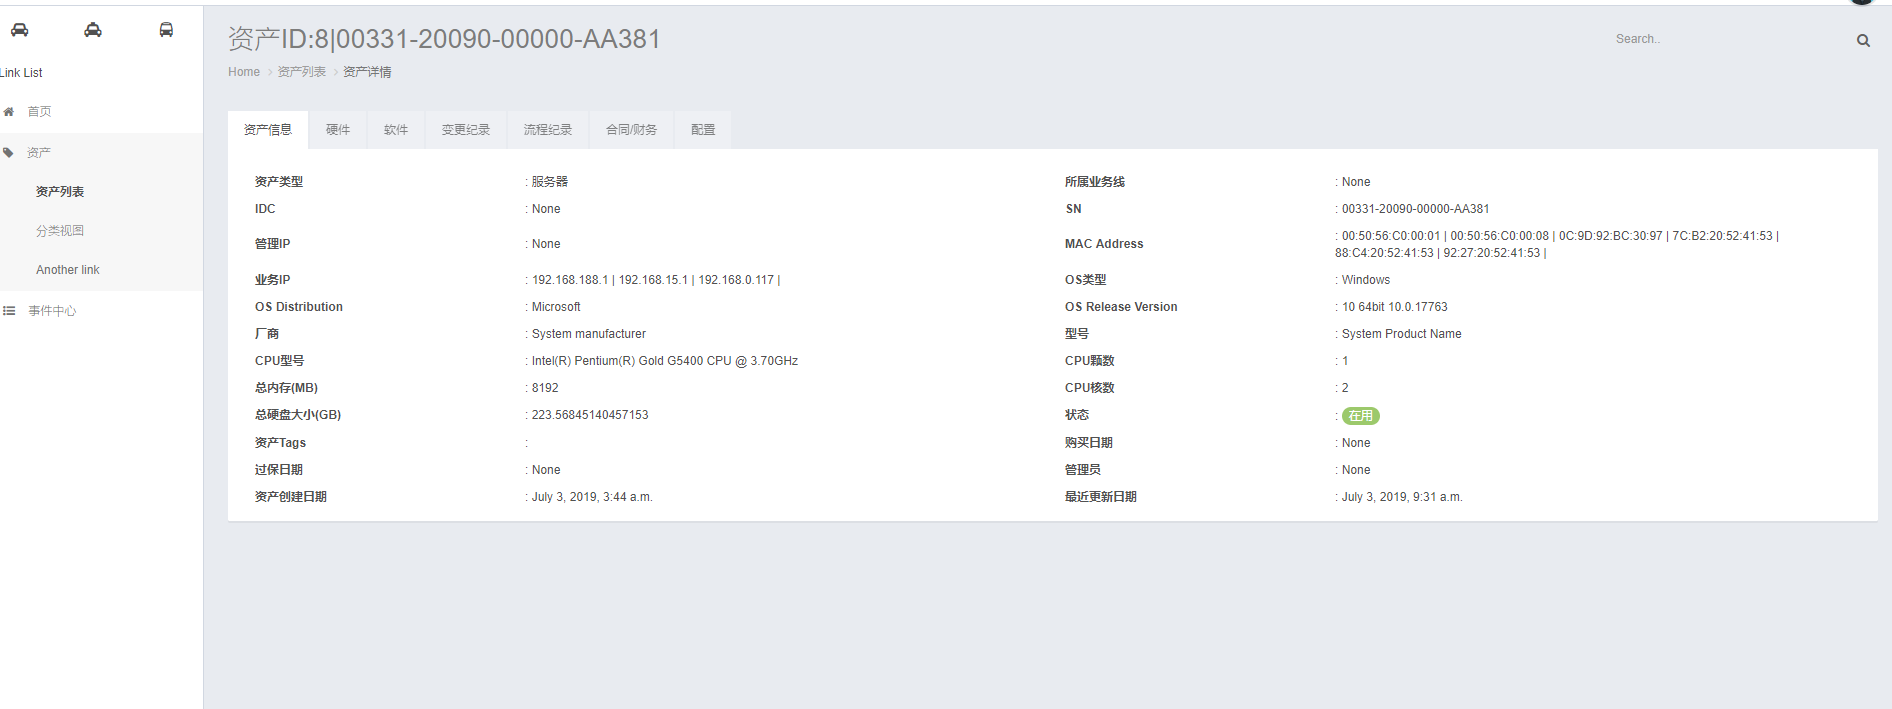 资产ID:8|00331-20090-00000-AA381
Search..
Link List
Home > 资产列表 > 资产详情
首页
资产
资产列表
分类视图
Another link
事件中心
资产信息 硬件 软件 变更纪录 流程纪录 合同/财务 配置
资产类型 : 服务器 所属业务线 : None
IDC : None SN : 00331-20090-00000-AA381
管理IP : None MAC Address : 00:50:56:C0:00:01 | 00:50:56:C0:00:08 | 0C:9D:92:BC:30:97 | 7C:B2:20:52:41:53 |
88:C4:20:52:41:53 | 92:27:20:52:41:53 |
业务IP : 192.168.188.1 | 192.168.15.1 | 192.168.0.117 | OS类型 : Windows
OS Distribution : Microsoft OS Release Version : 10 64bit 10.0.17763
厂商 : System manufacturer 型号 : System Product Name
CPU型号 : Intel(R) Pentium(R) Gold G5400 CPU @ 3.70GHz CPU颗数 : 1
总内存(MB) : 8192 CPU核数 : 2
总硬盘大小(GB) : 223.56845140457153 状态 : 在用
资产Tags : 购买日期 : None
过保日期 : None 管理员 : None
资产创建日期 : July 3, 2019, 3:44 a.m. 最近更新日期 : July 3, 2019, 9:31 a.m.